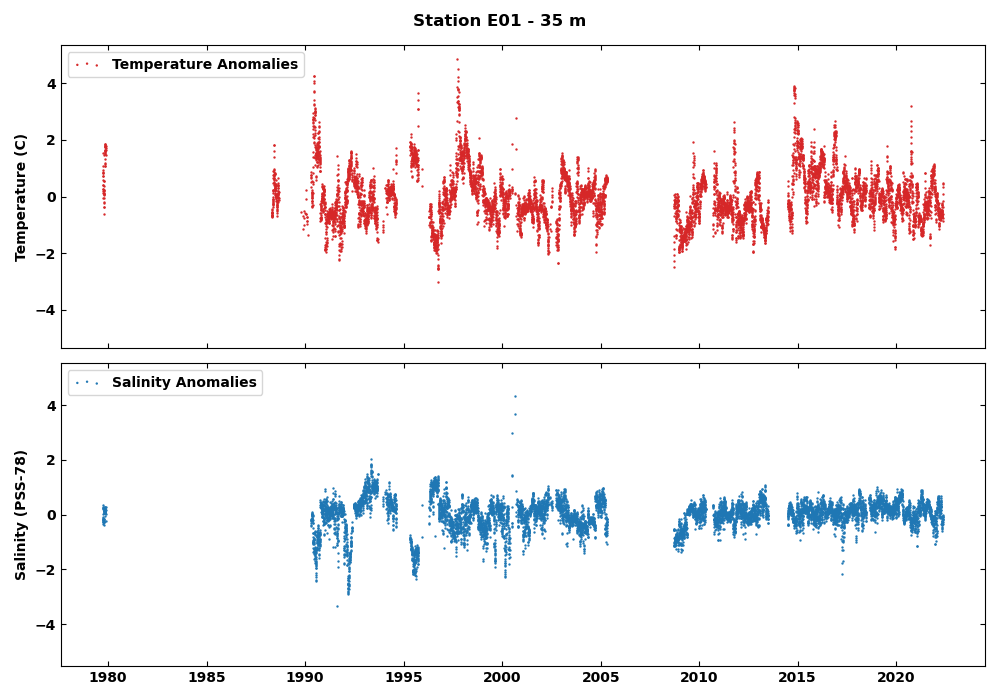 Station E01 - 35 m
Temperature Anomalies
Temperature (C)
4
2
0
−2
−4
Salinity Anomalies
Salinity (PSS-78)
4
2
0
−2
−4
1980 1985 1990 1995 2000 2005 2010 2015 2020